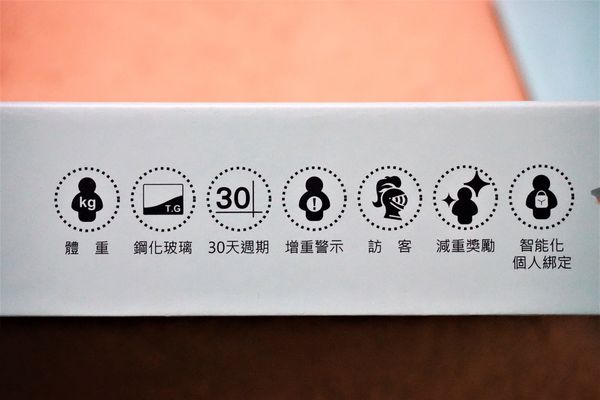 kg
T.G
30
!
體 重
鋼化玻璃
30天週期
增重警示
訪 客
減重獎勵
智能化
個人綁定